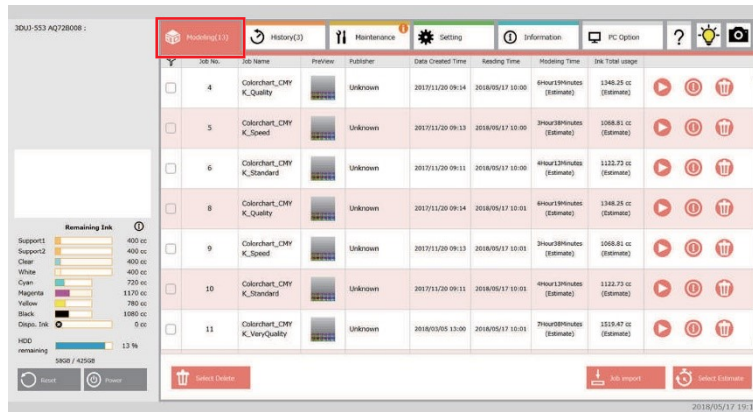 3DUJ-553 AQ72B008 :
Modeling(13)
History(3)
Maintenance
Setting
Information
PC Option
?
Job No.
Job Name
PreView
Publisher
Data Created Time
Reading Time
Modeling Time
Ink Total usage
4
Colorchart_CMY
K_Quality
Unknown
2017/11/20 09:14
2018/05/17 10:00
6Hour19Minutes
(Estimate)
1348.25 cc
(Estimate)
5
Colorchart_CMY
K_Speed
Unknown
2017/11/20 09:13
2018/05/17 10:00
3Hour38Minutes
(Estimate)
1068.81 cc
(Estimate)
6
Colorchart_CMY
K_Standard
Unknown
2017/11/20 09:11
2018/05/17 10:00
4Hour13Minutes
(Estimate)
1122.73 cc
(Estimate)
8
Colorchart_CMY
K_Quality
Unknown
2017/11/20 09:14
2018/05/17 10:01
6Hour19Minutes
(Estimate)
1348.25 cc
(Estimate)
9
Colorchart_CMY
K_Speed
Unknown
2017/11/20 09:13
2018/05/17 10:01
3Hour38Minutes
(Estimate)
1068.81 cc
(Estimate)
10
Colorchart_CMY
K_Standard
Unknown
2017/11/20 09:11
2018/05/17 10:01
4Hour13Minutes
(Estimate)
1122.73 cc
(Estimate)
11
Colorchart_CMY
K_VeryQuality
Unknown
2018/03/05 13:00
2018/05/17 10:01
7Hour08Minutes
(Estimate)
1519.47 cc
(Estimate)
Remaining Ink
Support1 400 cc
Support2 400 cc
Clear 400 cc
White 400 cc
Cyan 720 cc
Magenta 1170 cc
Yellow 780 cc
Black 1080 cc
Dispo. Ink 0 cc
HDD
remaining 13 %
58GB / 425GB
Reset
Power
Select Delete
Job import
Select Estimate
2018/05/17 19:1